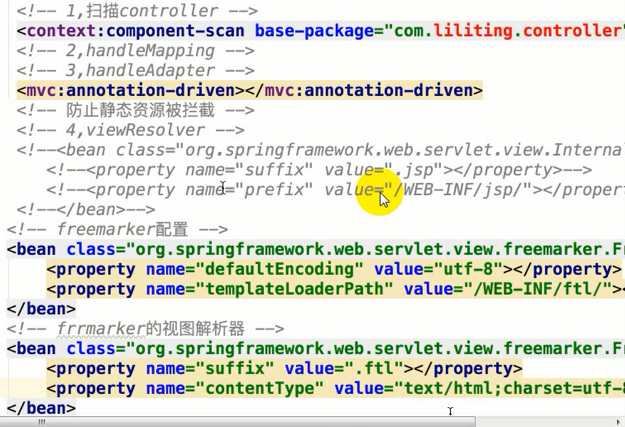 <!-- 1,扫描controller -->
<context:component-scan base-package="com.liliting.controller"
<!-- 2,handleMapping -->
<!-- 3,handleAdapter -->
<mvc:annotation-driven></mvc:annotation-driven>
<!-- 防止静态资源被拦截 -->
<!-- 4,viewResolver -->
<!--<bean class="org.springframework.web.servlet.view.Interna
<!--<property name="suffix" value=".jsp"></property>-->
<!--<property name="prefix" value="/WEB-INF/jsp/"></proper
<!--</bean>-->
<!-- freemarker配置 -->
<bean class="org.springframework.web.servlet.view.freemarker.Fr
<property name="defaultEncoding" value="utf-8"></property>
<property name="templateLoaderPath" value="/WEB-INF/ftl/"><
</bean>
<!-- frrmarker的视图解析器 -->
<bean class="org.springframework.web.servlet.view.freemarker.Fr
<property name="suffix" value=".ftl"></property>
<property name="contentType" value="text/html;charset=utf-8
</bean>